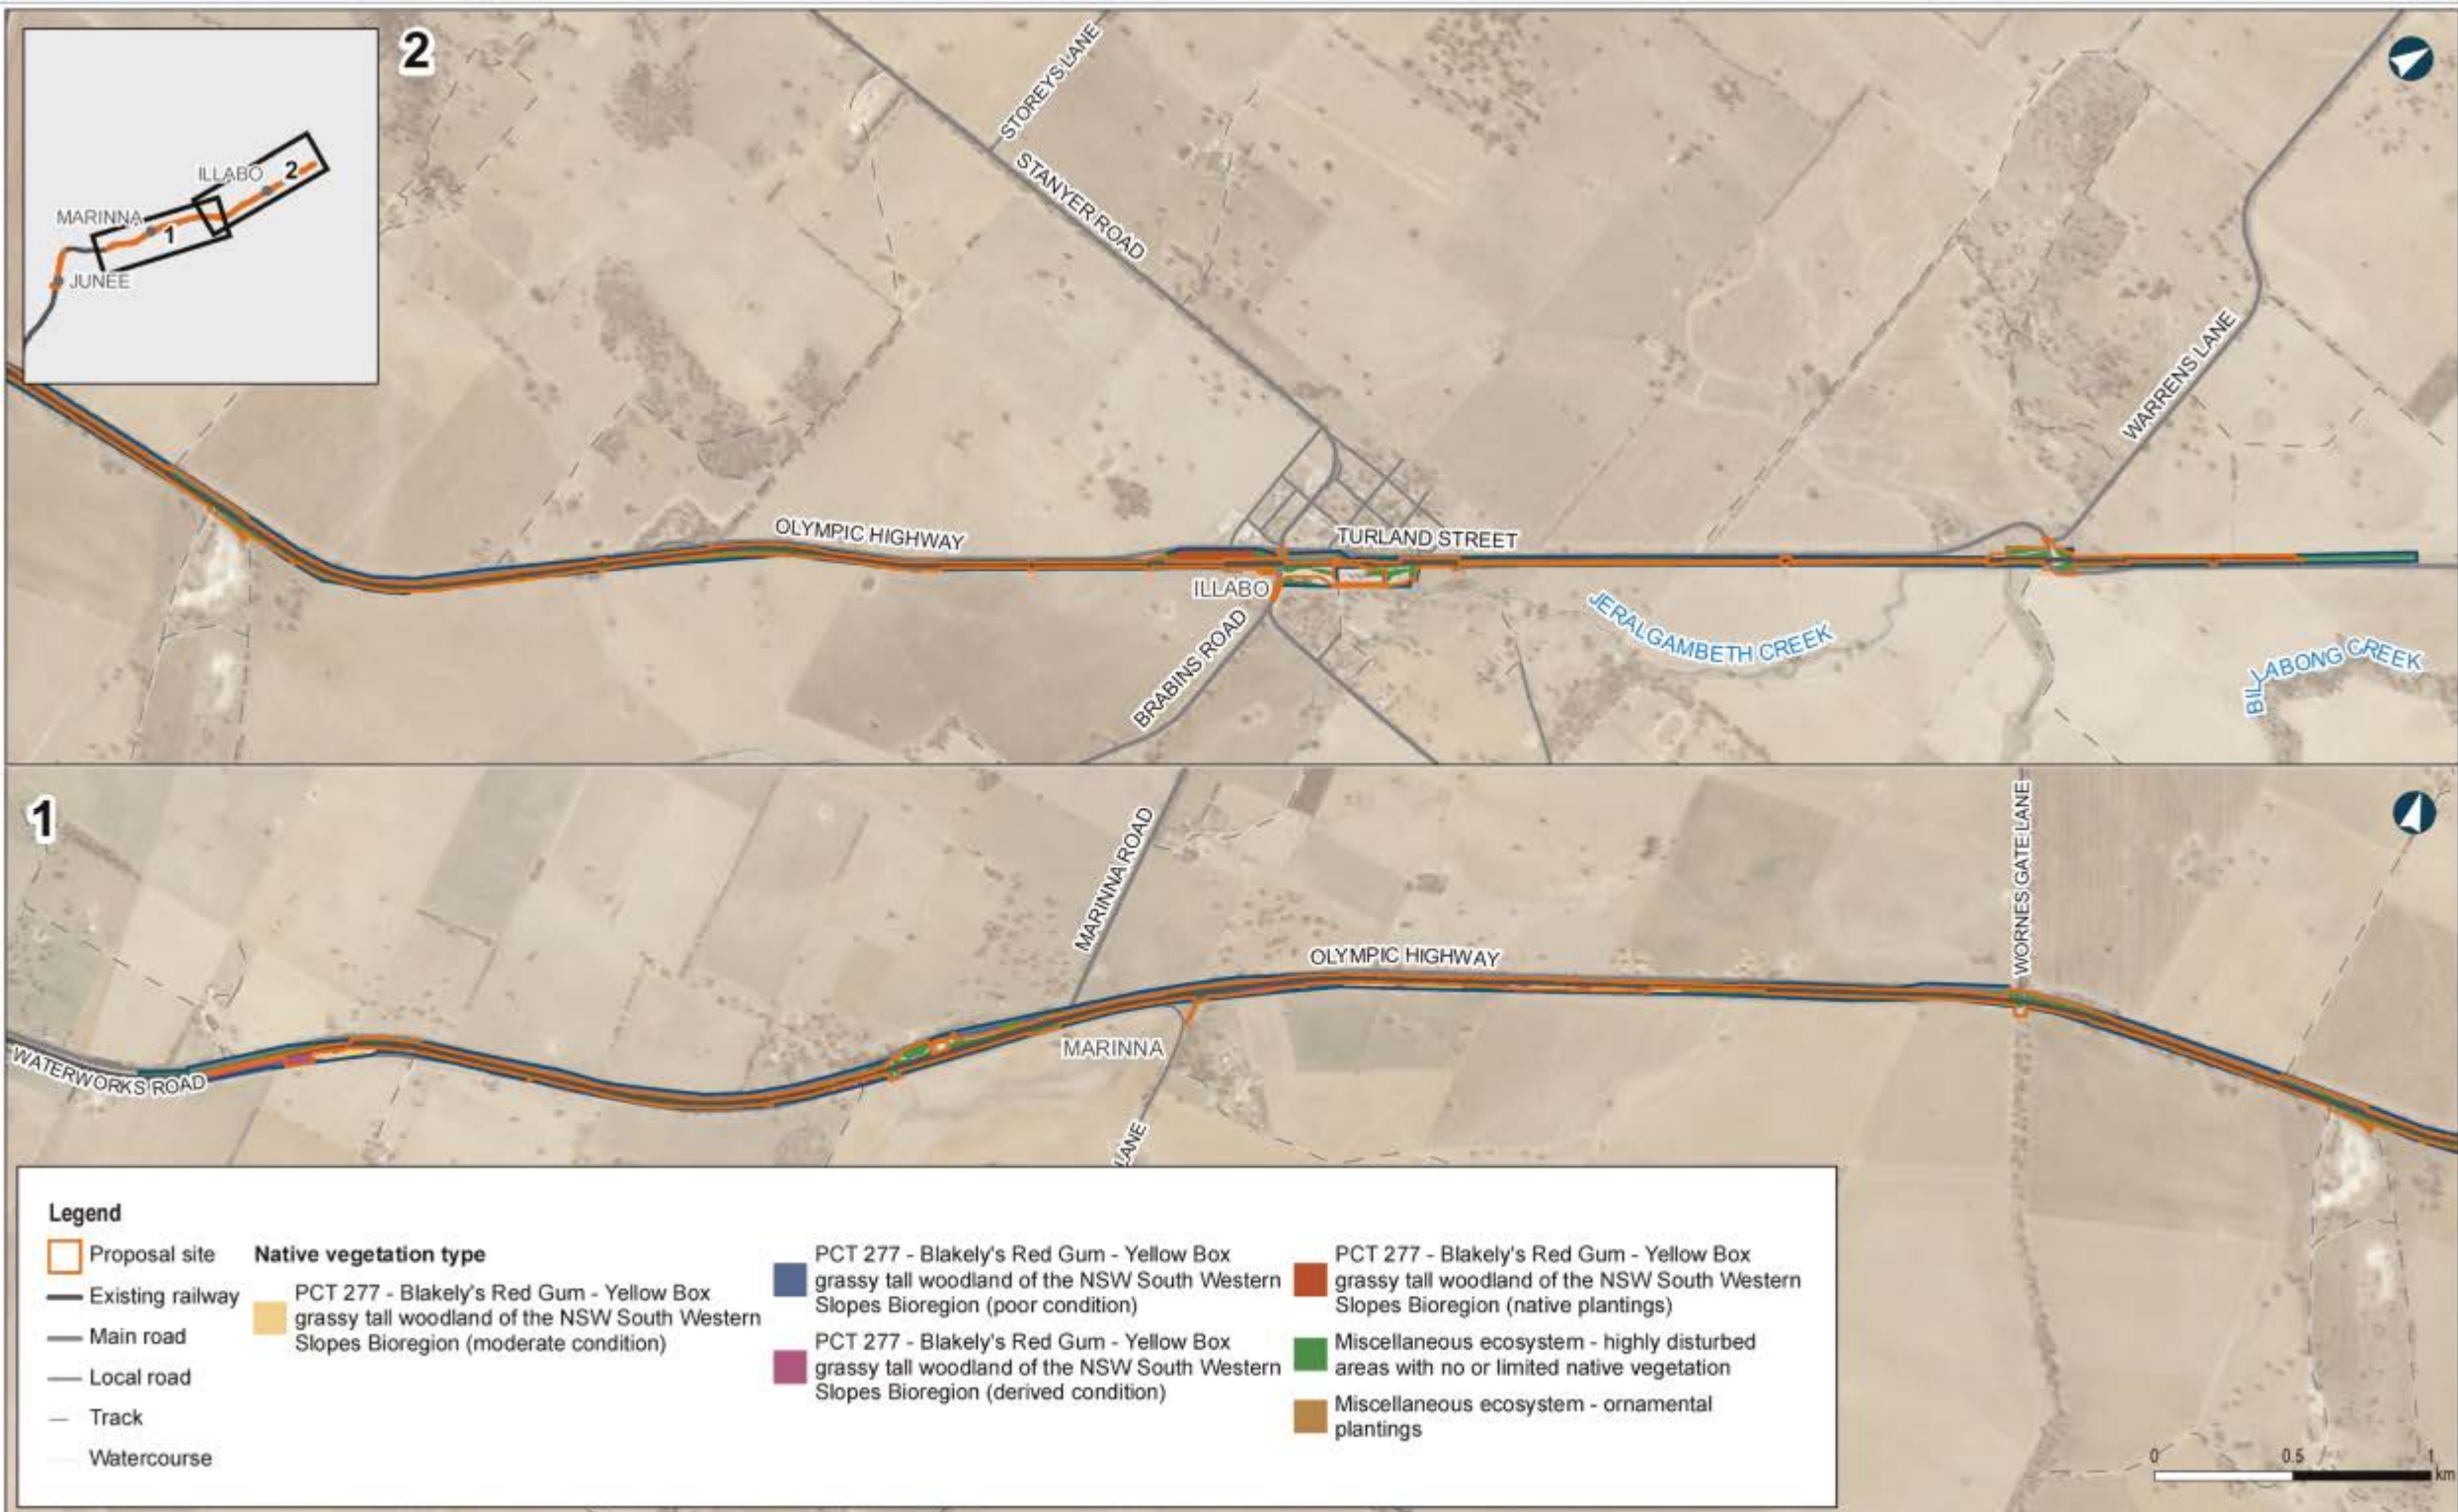 2
ILLABO
2
MARINNA
1
JUNEE
STOREYS LANE
STANYER ROAD
WARRENS LANE
OLYMPIC HIGHWAY
TURLAND STREET
ILLABO
BRABINS ROAD
JERALGAMBETH CREEK
BILLABONG CREEK
1
MARINNA ROAD
WORNES GATE LANE
OLYMPIC HIGHWAY
MARINNA
WATERWORKS ROAD
LANE
Legend
Proposal site
Existing railway
Main road
Local road
Track
Watercourse
Native vegetation type
PCT 277 - Blakely's Red Gum - Yellow Box
grassy tall woodland of the NSW South Western
Slopes Bioregion (moderate condition)
PCT 277 - Blakely's Red Gum - Yellow Box
grassy tall woodland of the NSW South Western
Slopes Bioregion (poor condition)
PCT 277 - Blakely's Red Gum - Yellow Box
grassy tall woodland of the NSW South Western
Slopes Bioregion (derived condition)
PCT 277 - Blakely's Red Gum - Yellow Box
grassy tall woodland of the NSW South Western
Slopes Bioregion (native plantings)
Miscellaneous ecosystem - highly disturbed
areas with no or limited native vegetation
Miscellaneous ecosystem - ornamental
plantings
0 0.5 1
km